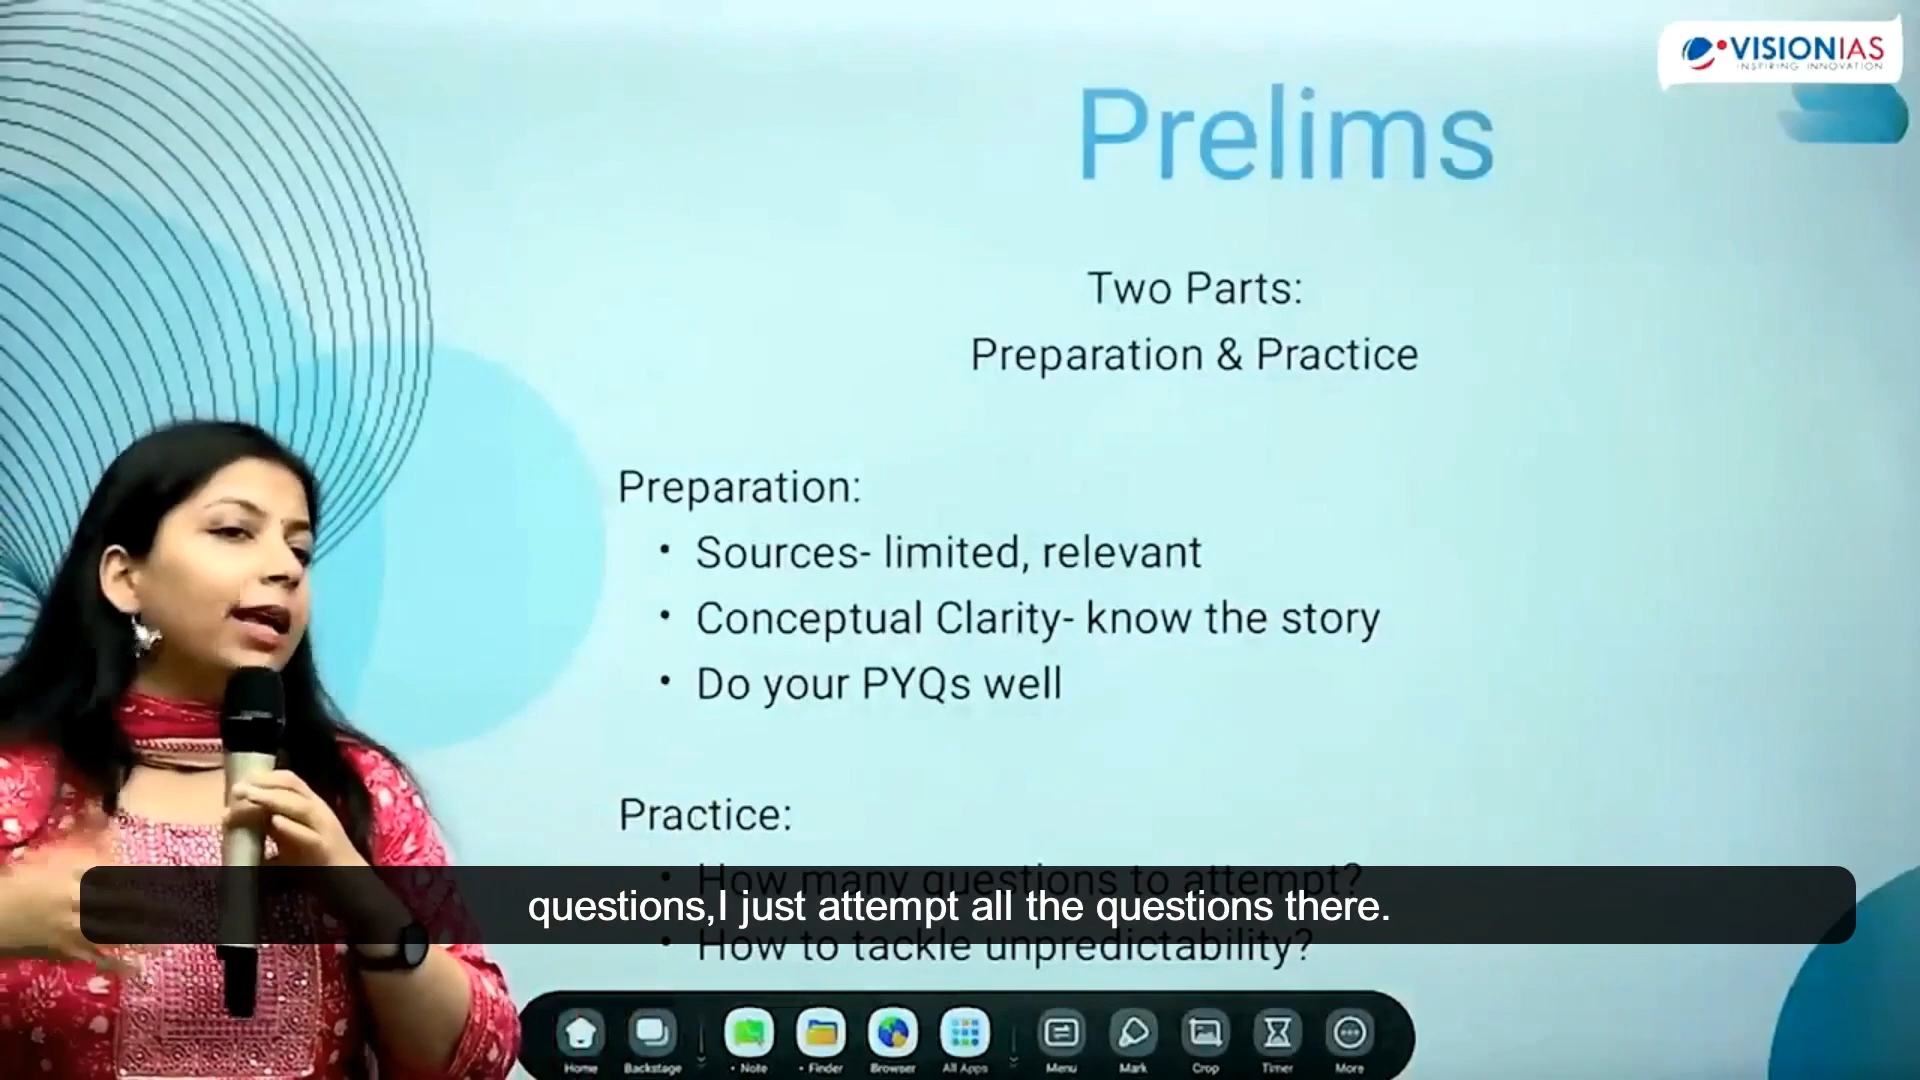 VISIONIAS
INSPIRING INNOVATION
Prelims
Two Parts:
Preparation & Practice
Preparation:
• Sources- limited, relevant
• Conceptual Clarity- know the story
• Do your PYQs well
Practice:
• How many questions to attempt?
questions,I just attempt all the questions there.
• How to tackle unpredictability?
Home Backstage • Note • Finder Browser All Apps Menu Mark Crop Timer More